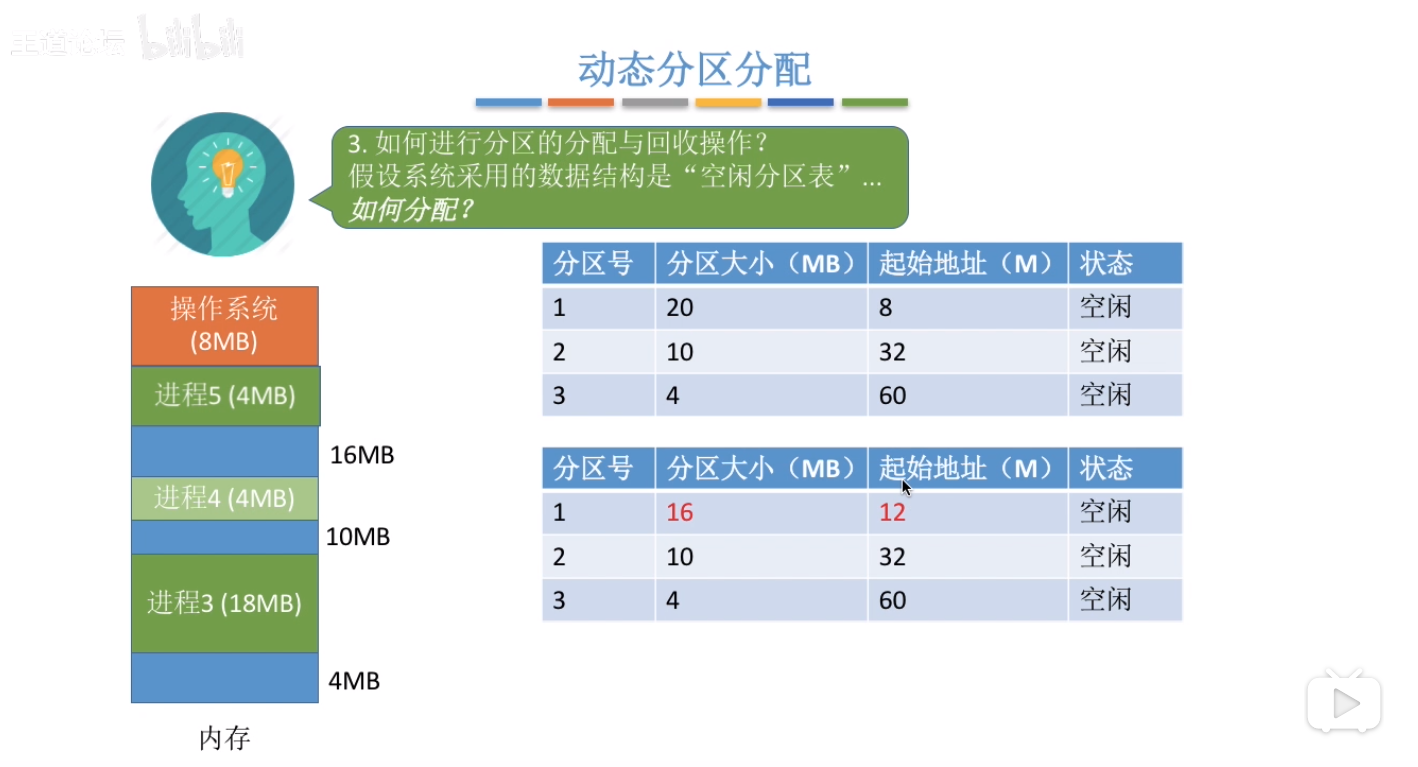 王道论坛 bilibili
动态分区分配
3. 如何进行分区的分配与回收操作？
假设系统采用的数据结构是“空闲分区表”...
如何分配？
分区号 分区大小（MB） 起始地址（M） 状态
1 20 8 空闲
2 10 32 空闲
3 4 60 空闲
分区号 分区大小（MB） 起始地址（M） 状态
1 16 12 空闲
2 10 32 空闲
3 4 60 空闲
操作系统
(8MB)
进程5 (4MB)
16MB
进程4 (4MB)
10MB
进程3 (18MB)
4MB
内存